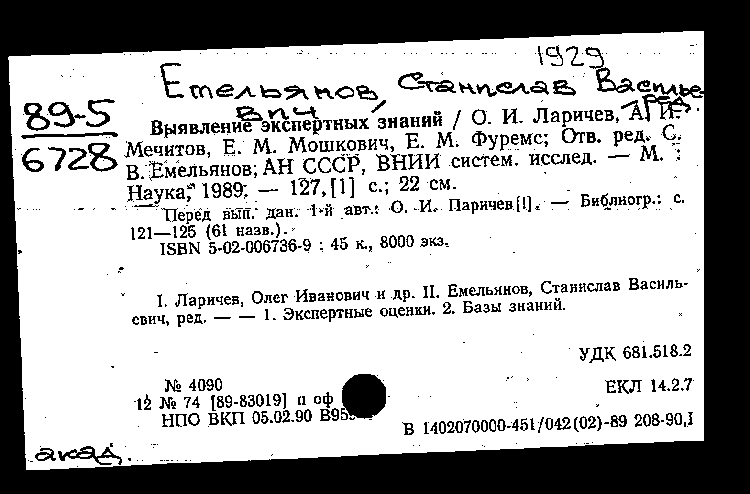 1929
Емельянов, Станислав Василье-
вич, ред.
89-5
6728
Выявление экспертных знаний / О. И. Ларичев, А. И.
Мечитов, Е. М. Мошкович, Е. М. Фуремс; Отв. ред. С.
В. Емельянов; АН СССР, ВНИИ систем. исслед. — М. :
Наука, 1989. — 127, [1] с.; 22 см.
Перед вып. дан. 1-й авт.: О. И. Ларичев [1]. — Библиогр.: с.
121—125 (61 назв.).
ISBN 5-02-006736-9 : 45 к., 8000 экз.
I. Ларичев, Олег Иванович и др. II. Емельянов, Станислав Василь-
евич, ред. — — 1. Экспертные оценки. 2. Базы знаний.
УДК 681.518.2
№ 4090
ЕКЛ 14.2.7
12 № 74 [89-83019] п оф
НПО ВКП 05.02.90
В 1402070000-451/042(02)-89 208-90,I
акад.